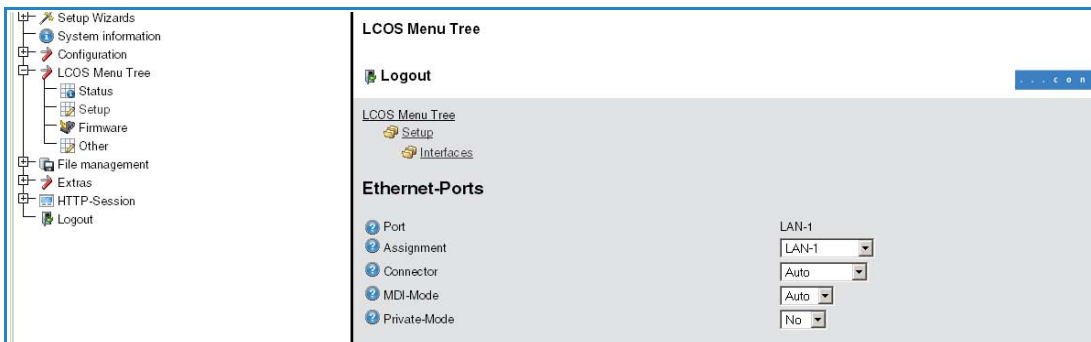 Setup Wizards
System information
Configuration
LCOS Menu Tree
Status
Setup
Firmware
Other
File management
Extras
HTTP-Session
Logout
LCOS Menu Tree
Logout
...con
LCOS Menu Tree
Setup
Interfaces
Ethernet-Ports
Port LAN-1
Assignment LAN-1
Connector Auto
MDI-Mode Auto
Private-Mode No